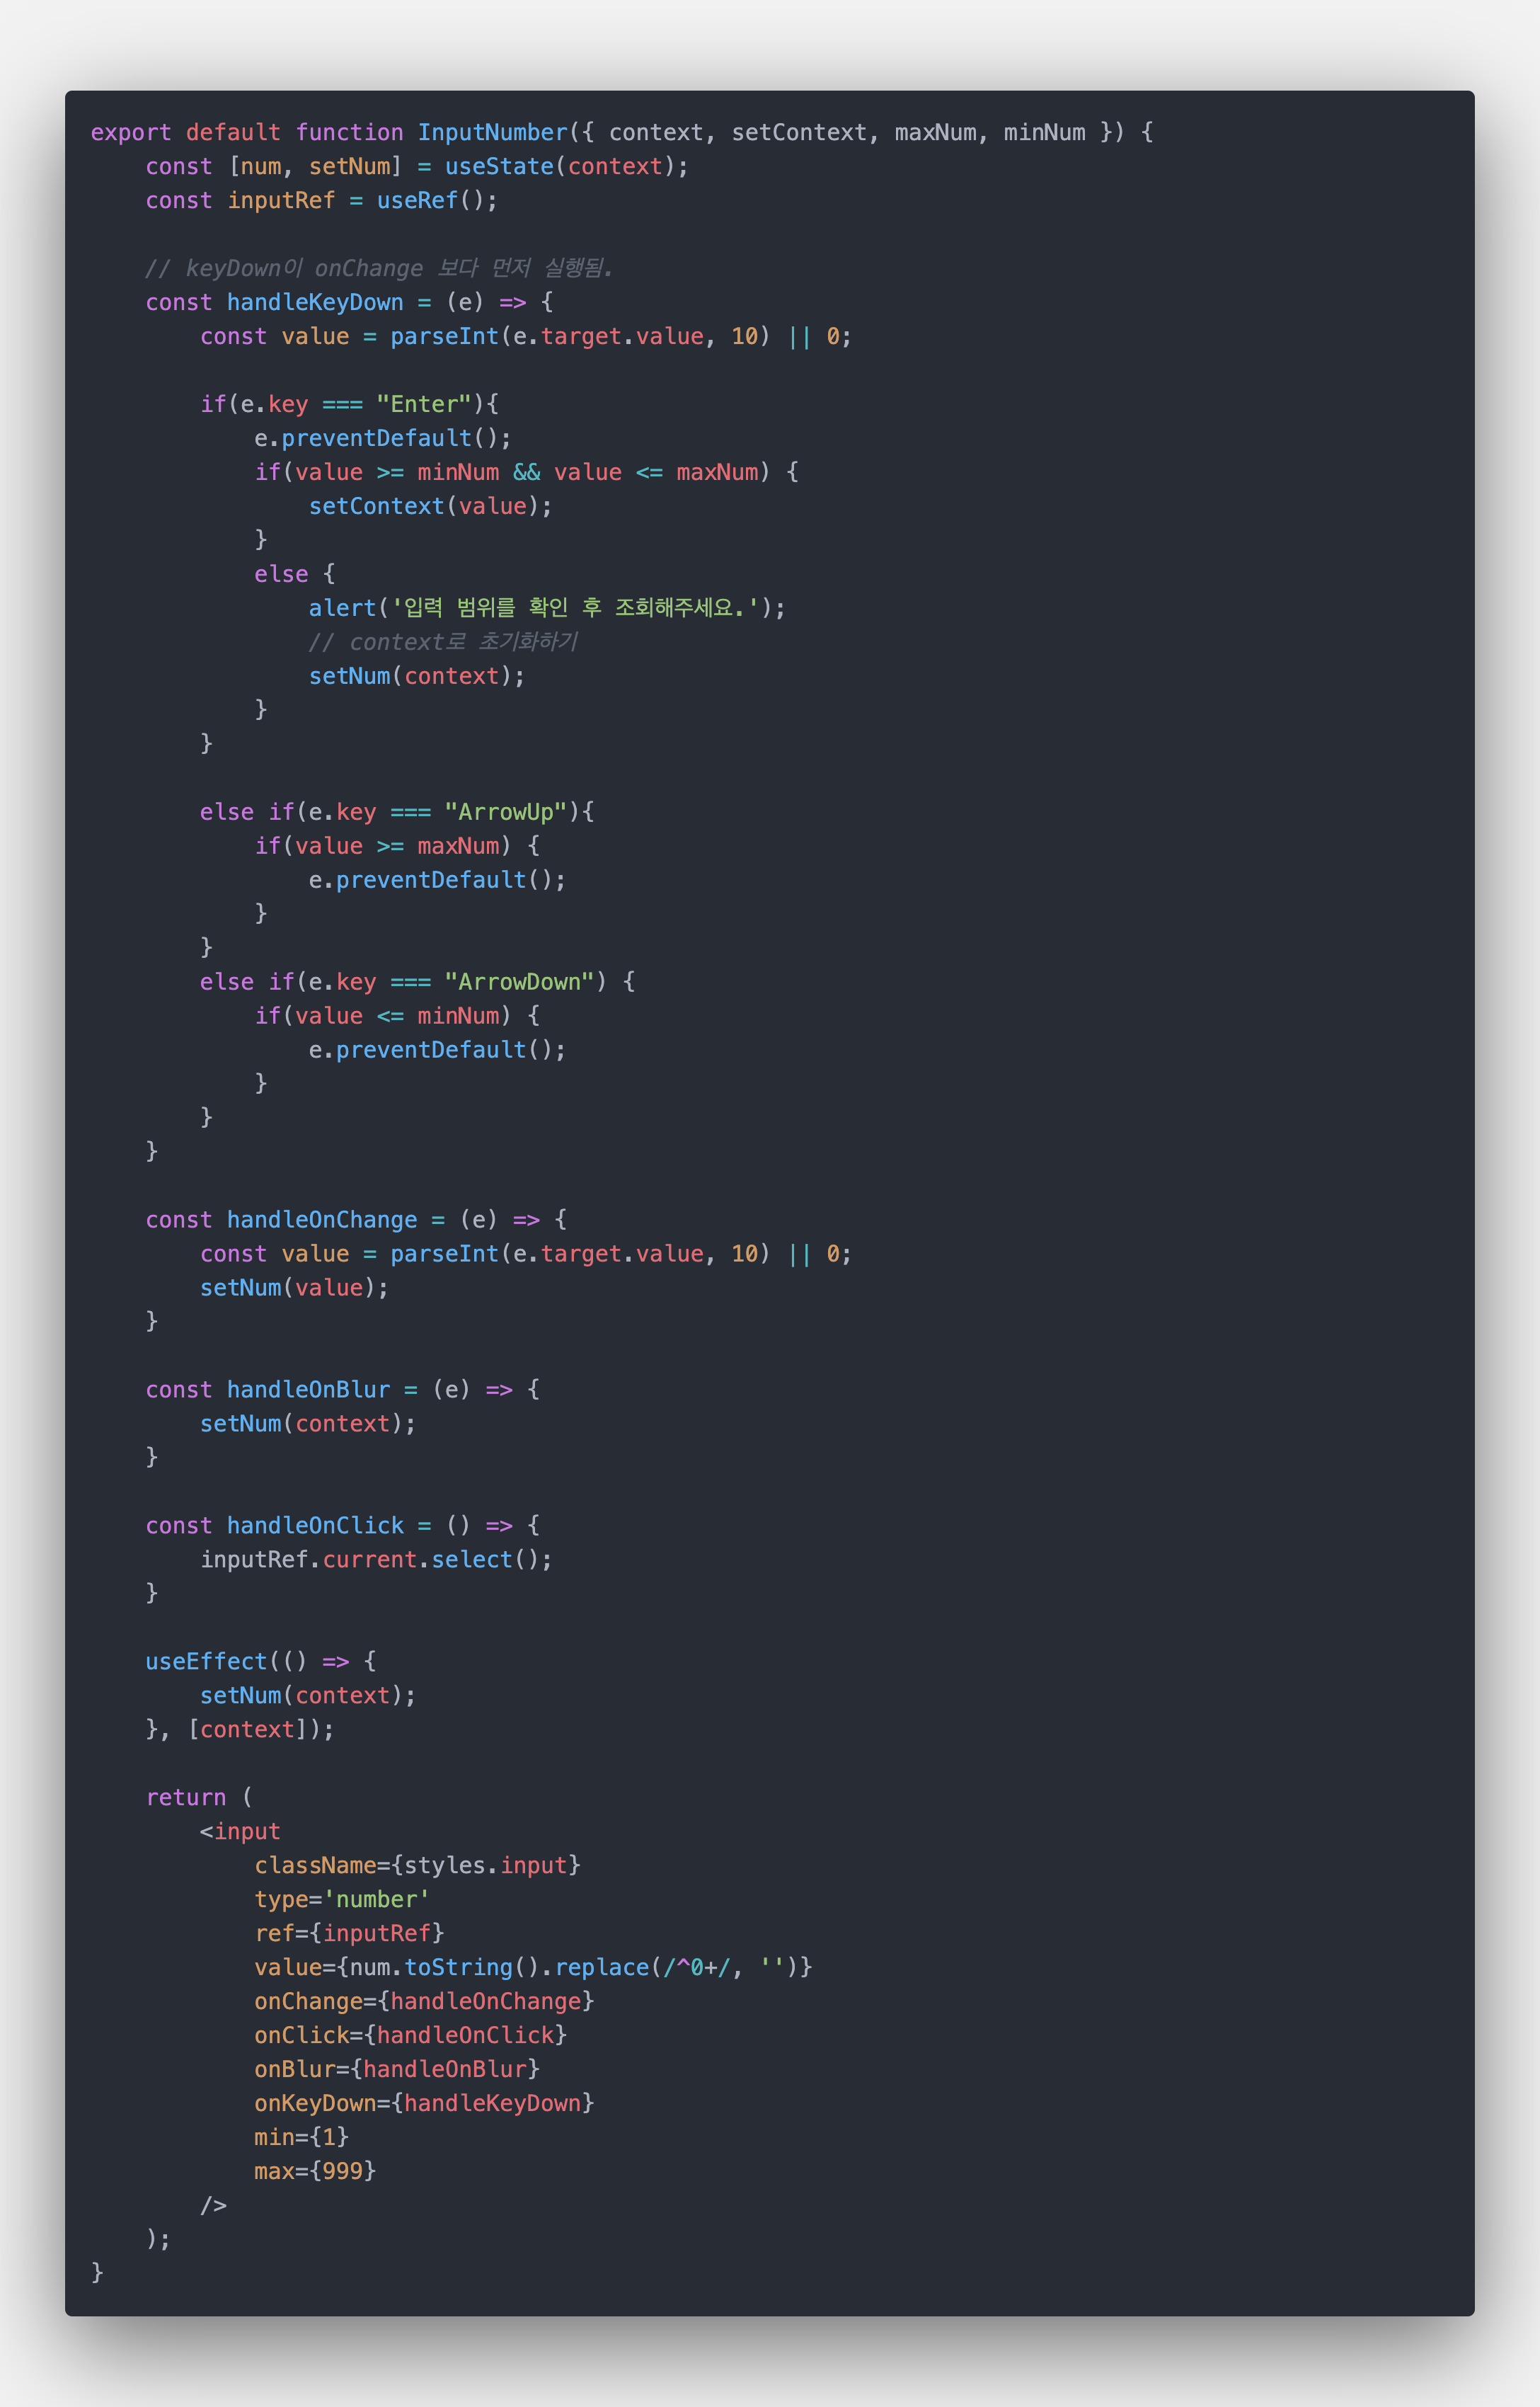 export default function InputNumber({ context, setContext, maxNum, minNum }) {
    const [num, setNum] = useState(context);
    const inputRef = useRef();

    // keyDown이 onChange 보다 먼저 실행됨.
    const handleKeyDown = (e) => {
        const value = parseInt(e.target.value, 10) || 0;

        if(e.key === "Enter"){
            e.preventDefault();
            if(value >= minNum && value <= maxNum) {
                setContext(value);
            }
            else {
                alert('입력 범위를 확인 후 조회해주세요.');
                // context로 초기화하기
                setNum(context);
            }
        }

        else if(e.key === "ArrowUp"){
            if(value >= maxNum) {
                e.preventDefault();
            }
        }
        else if(e.key === "ArrowDown") {
            if(value <= minNum) {
                e.preventDefault();
            }
        }
    }

    const handleOnChange = (e) => {
        const value = parseInt(e.target.value, 10) || 0;
        setNum(value);
    }

    const handleOnBlur = (e) => {
        setNum(context);
    }

    const handleOnClick = () => {
        inputRef.current.select();
    }

    useEffect(() => {
        setNum(context);
    }, [context]);

    return (
        <input
            className={styles.input}
            type='number'
            ref={inputRef}
            value={num.toString().replace(/^0+/, '')}
            onChange={handleOnChange}
            onClick={handleOnClick}
            onBlur={handleOnBlur}
            onKeyDown={handleKeyDown}
            min={1}
            max={999}
        />
    );
}